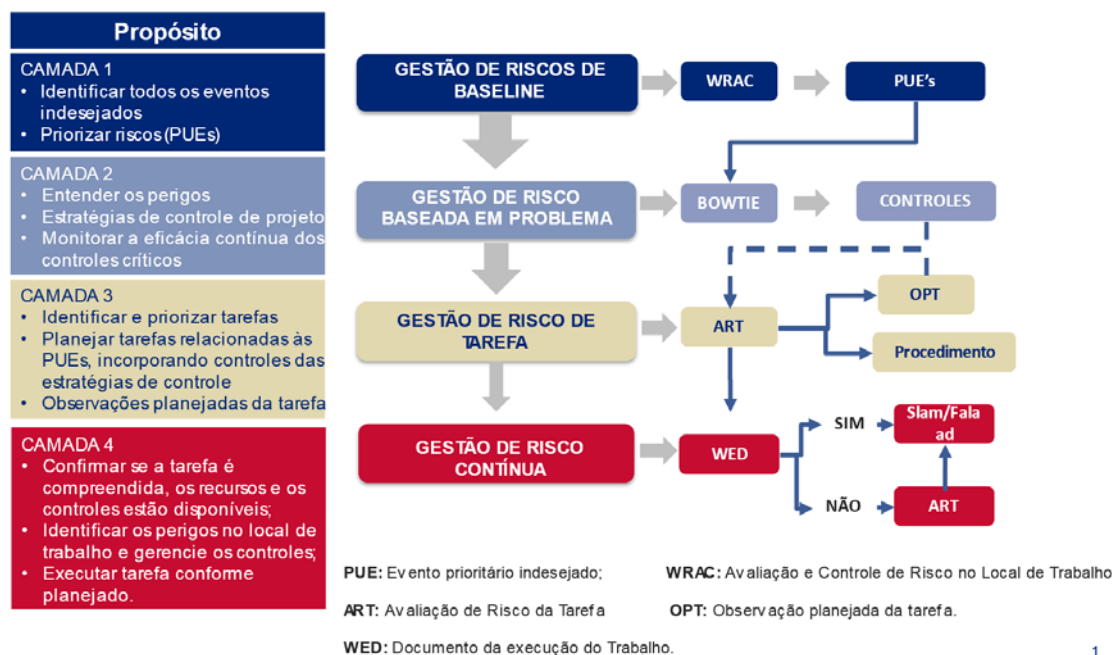 Propósito
CAMADA 1
• Identificar todos os eventos
indesejados
• Priorizar riscos (PUEs)
CAMADA 2
• Entender os perigos
• Estratégias de controle de projeto
• Monitorar a eficácia contínua dos
controles críticos
CAMADA 3
• Identificar e priorizar tarefas
• Planejar tarefas relacionadas às
PUEs, incorporando controles das
estratégias de controle
• Observações planejadas da tarefa
CAMADA 4
• Confirmar se a tarefa é
compreendida, os recursos e os
controles estão disponíveis;
• Identificar os perigos no local de
trabalho e gerencie os controles;
• Executar tarefa conforme
planejado.
GESTÃO DE RISCOS DE
BASELINE
WRAC
PUE's
GESTÃO DE RISCO
BASEADA EM PROBLEMA
BOWTIE
CONTROLES
GESTÃO DE RISCO DE
TAREFA
ART
OPT
Procedimento
GESTÃO DE RISCO
CONTÍNUA
WED
SIM
Slam/Fala
ad
NÃO
ART
PUE: Evento prioritário indesejado;
WRAC: Avaliação e Controle de Risco no Local de Trabalho
ART: Avaliação de Risco da Tarefa
OPT: Observação planejada da tarefa.
WED: Documento da execução do Trabalho.
1